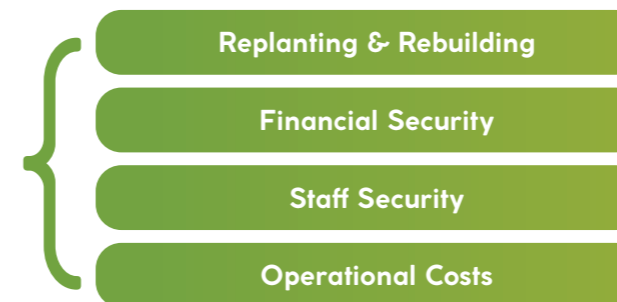 Replanting & Rebuilding
Financial Security
Staff Security
Operational Costs